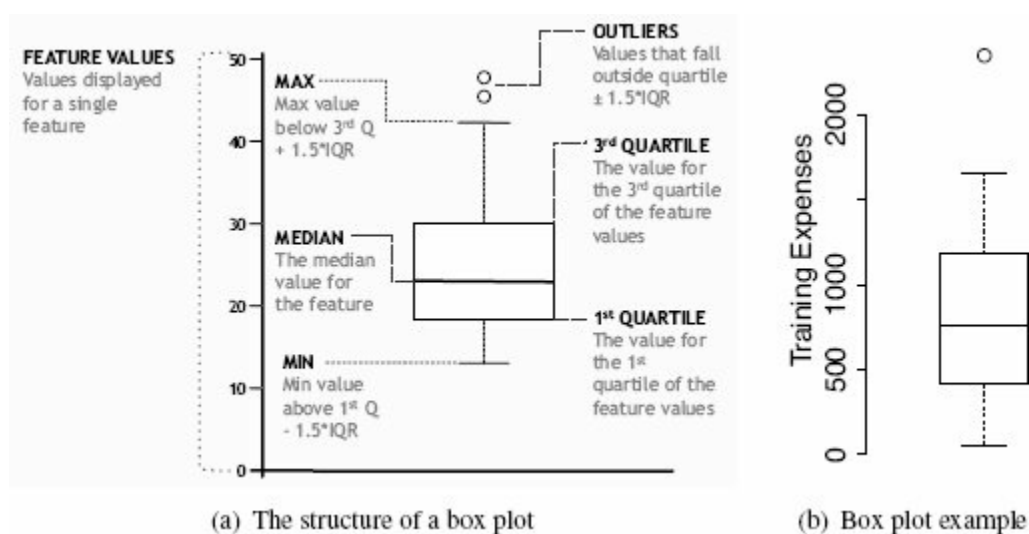 FEATURE VALUES
Values displayed
for a single
feature
50
40
30
20
10
0
MAX
Max value
below 3rd Q
+ 1.5*IQR
MEDIAN
The median
value for
the feature
MIN
Min value
above 1st Q
- 1.5*IQR
OUTLIERS
Values that fall
outside quartile
± 1.5*IQR
3rd QUARTILE
The value for
the 3rd quartile
of the feature
values
1st QUARTILE
The value for
the 1st
quartile of the
feature values
(a) The structure of a box plot
Training Expenses
2000
1000
500
0
(b) Box plot example